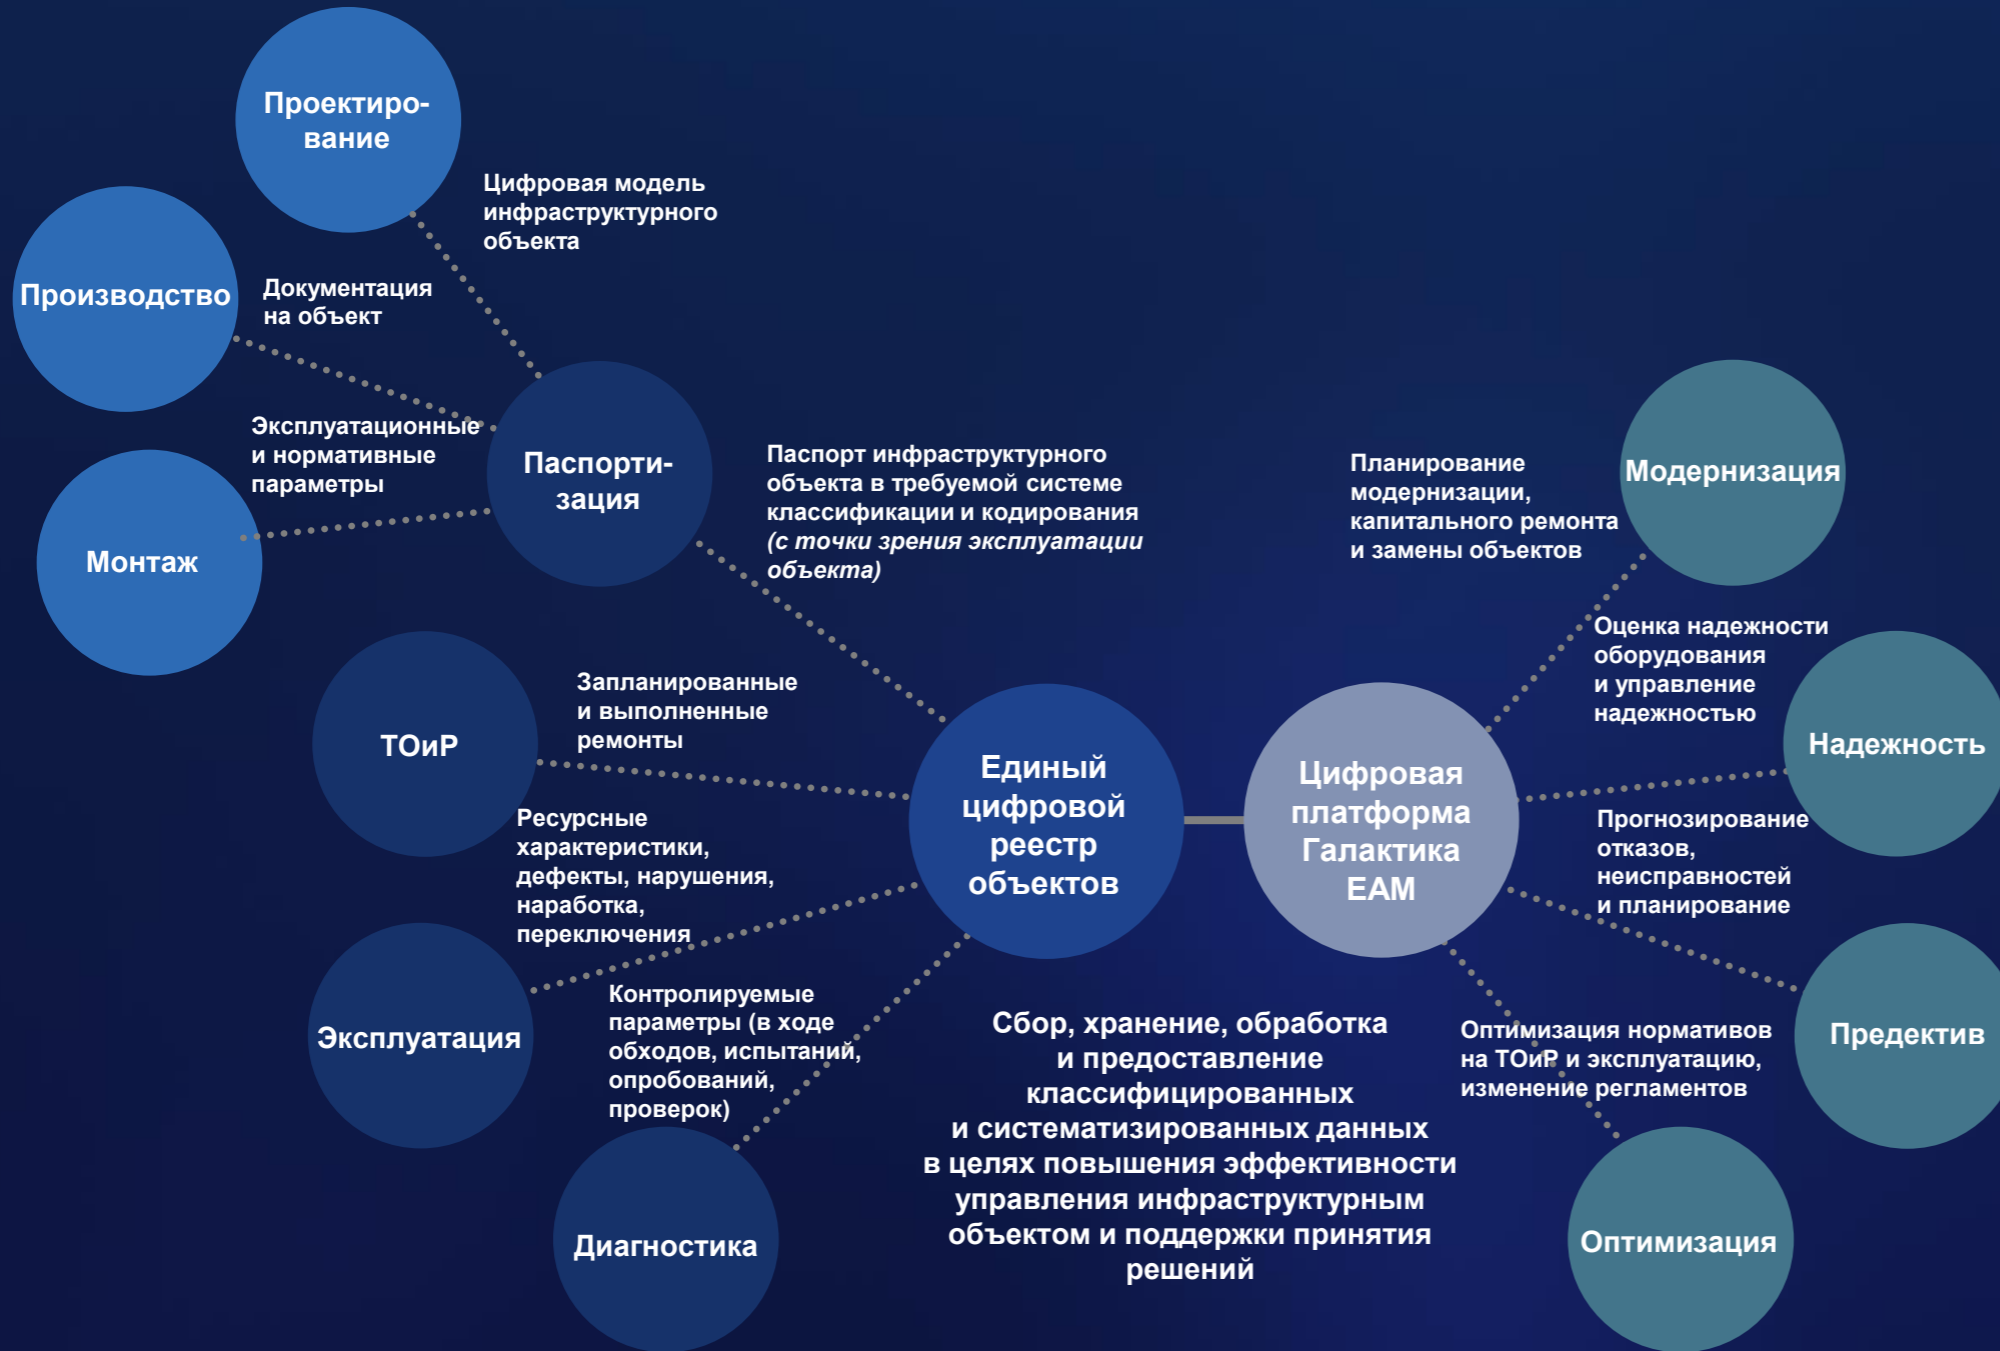 Проектиро-
вание
Цифровая модель
инфраструктурного
объекта
Производство
Документация
на объект
Эксплуатационные
и нормативные
параметры
Монтаж
Паспорти-
зация
Паспорт инфраструктурного
объекта в требуемой системе
классификации и кодирования
(с точки зрения эксплуатации
объекта)
ТОиР
Запланированные
и выполненные
ремонты
Ресурсные
характеристики,
дефекты, нарушения,
наработка,
переключения
Эксплуатация
Контролируемые
параметры (в ходе
обходов, испытаний,
опробований,
проверок)
Диагностика
Единый
цифровой
реестр
объектов
Цифровая
платформа
Галактика
EAM
Сбор, хранение, обработка
и предоставление
классифицированных
и систематизированных данных
в целях повышения эффективности
управления инфраструктурным
объектом и поддержки принятия
решений
Планирование
модернизации,
капитального ремонта
и замены объектов
Модернизация
Оценка надежности
оборудования
и управление
надежностью
Надежность
Прогнозирование
отказов,
неисправностей
и планирование
Предектив
Оптимизация нормативов
на ТОиР и эксплуатацию,
изменение регламентов
Оптимизация